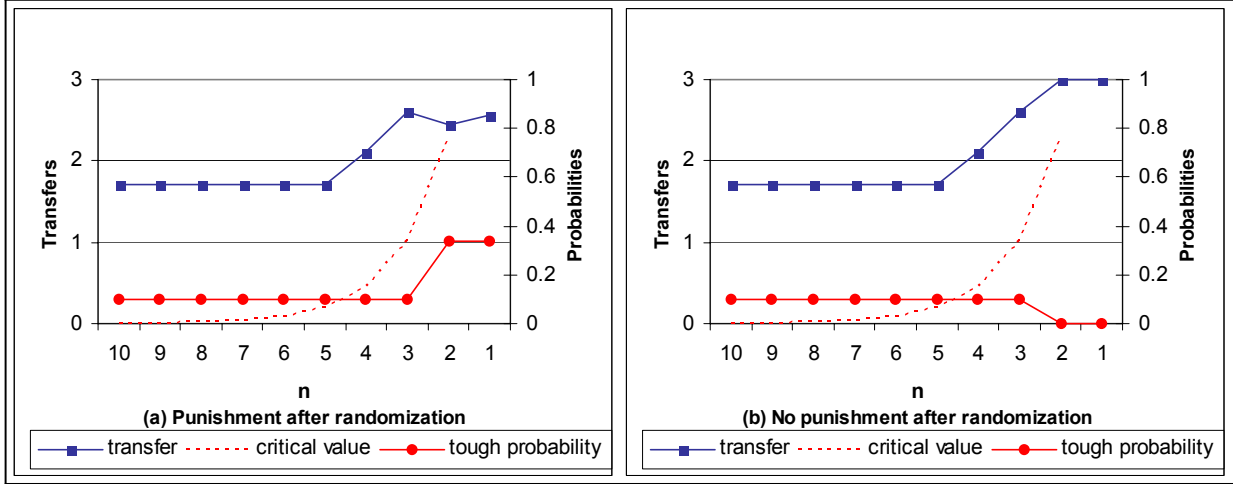 3
2
1
0
Transfers
1
0.8
0.6
0.4
0.2
0
Probabilities
10 9 8 7 6 5 4 3 2 1
n
(a) Punishment after randomization
transfer critical value tough probability
3
2
1
0
Transfers
1
0.8
0.6
0.4
0.2
0
Probabilities
10 9 8 7 6 5 4 3 2 1
n
(b) No punishment after randomization
transfer critical value tough probability